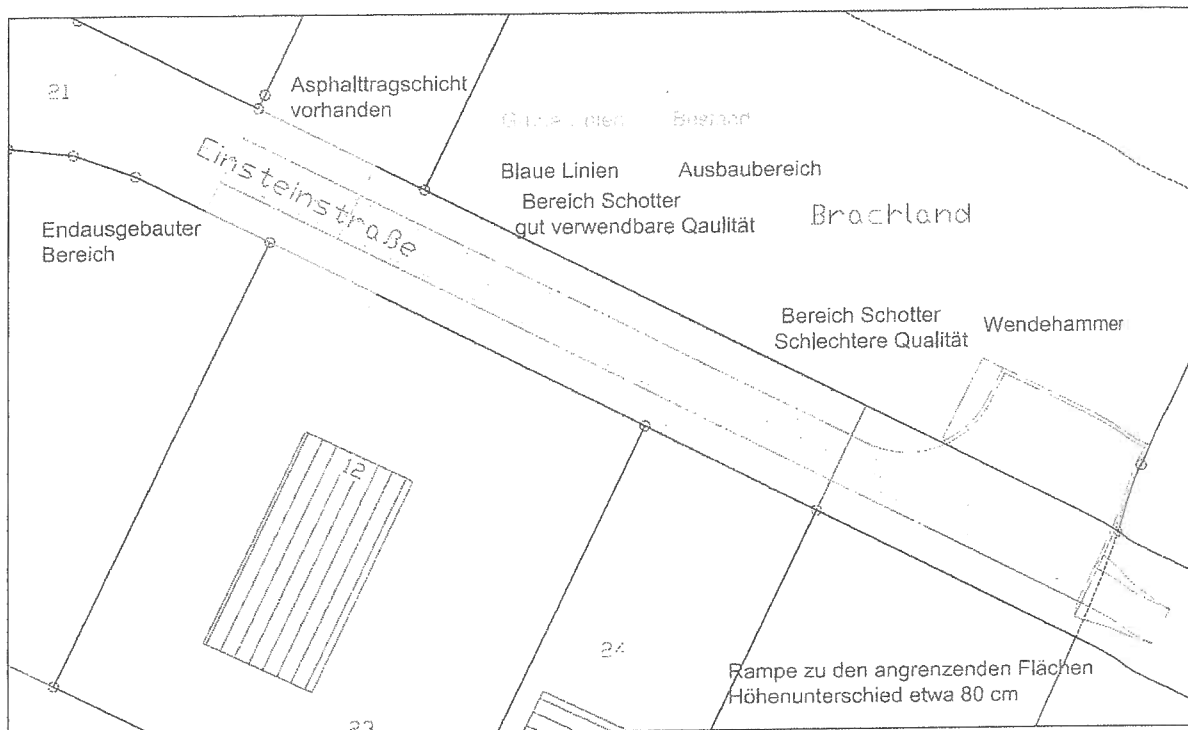 21
Asphalttragschicht
vorhanden
Einsteinstraße
Blaue Linien Ausbaubereich
Bereich Schotter
gut verwendbare Qaulität
Brachland
Endausgebauter
Bereich
Bereich Schotter
Schlechtere Qualität
Wendehammer
12
24
Rampe zu den angrenzenden Flächen
Höhenunterschied etwa 80 cm